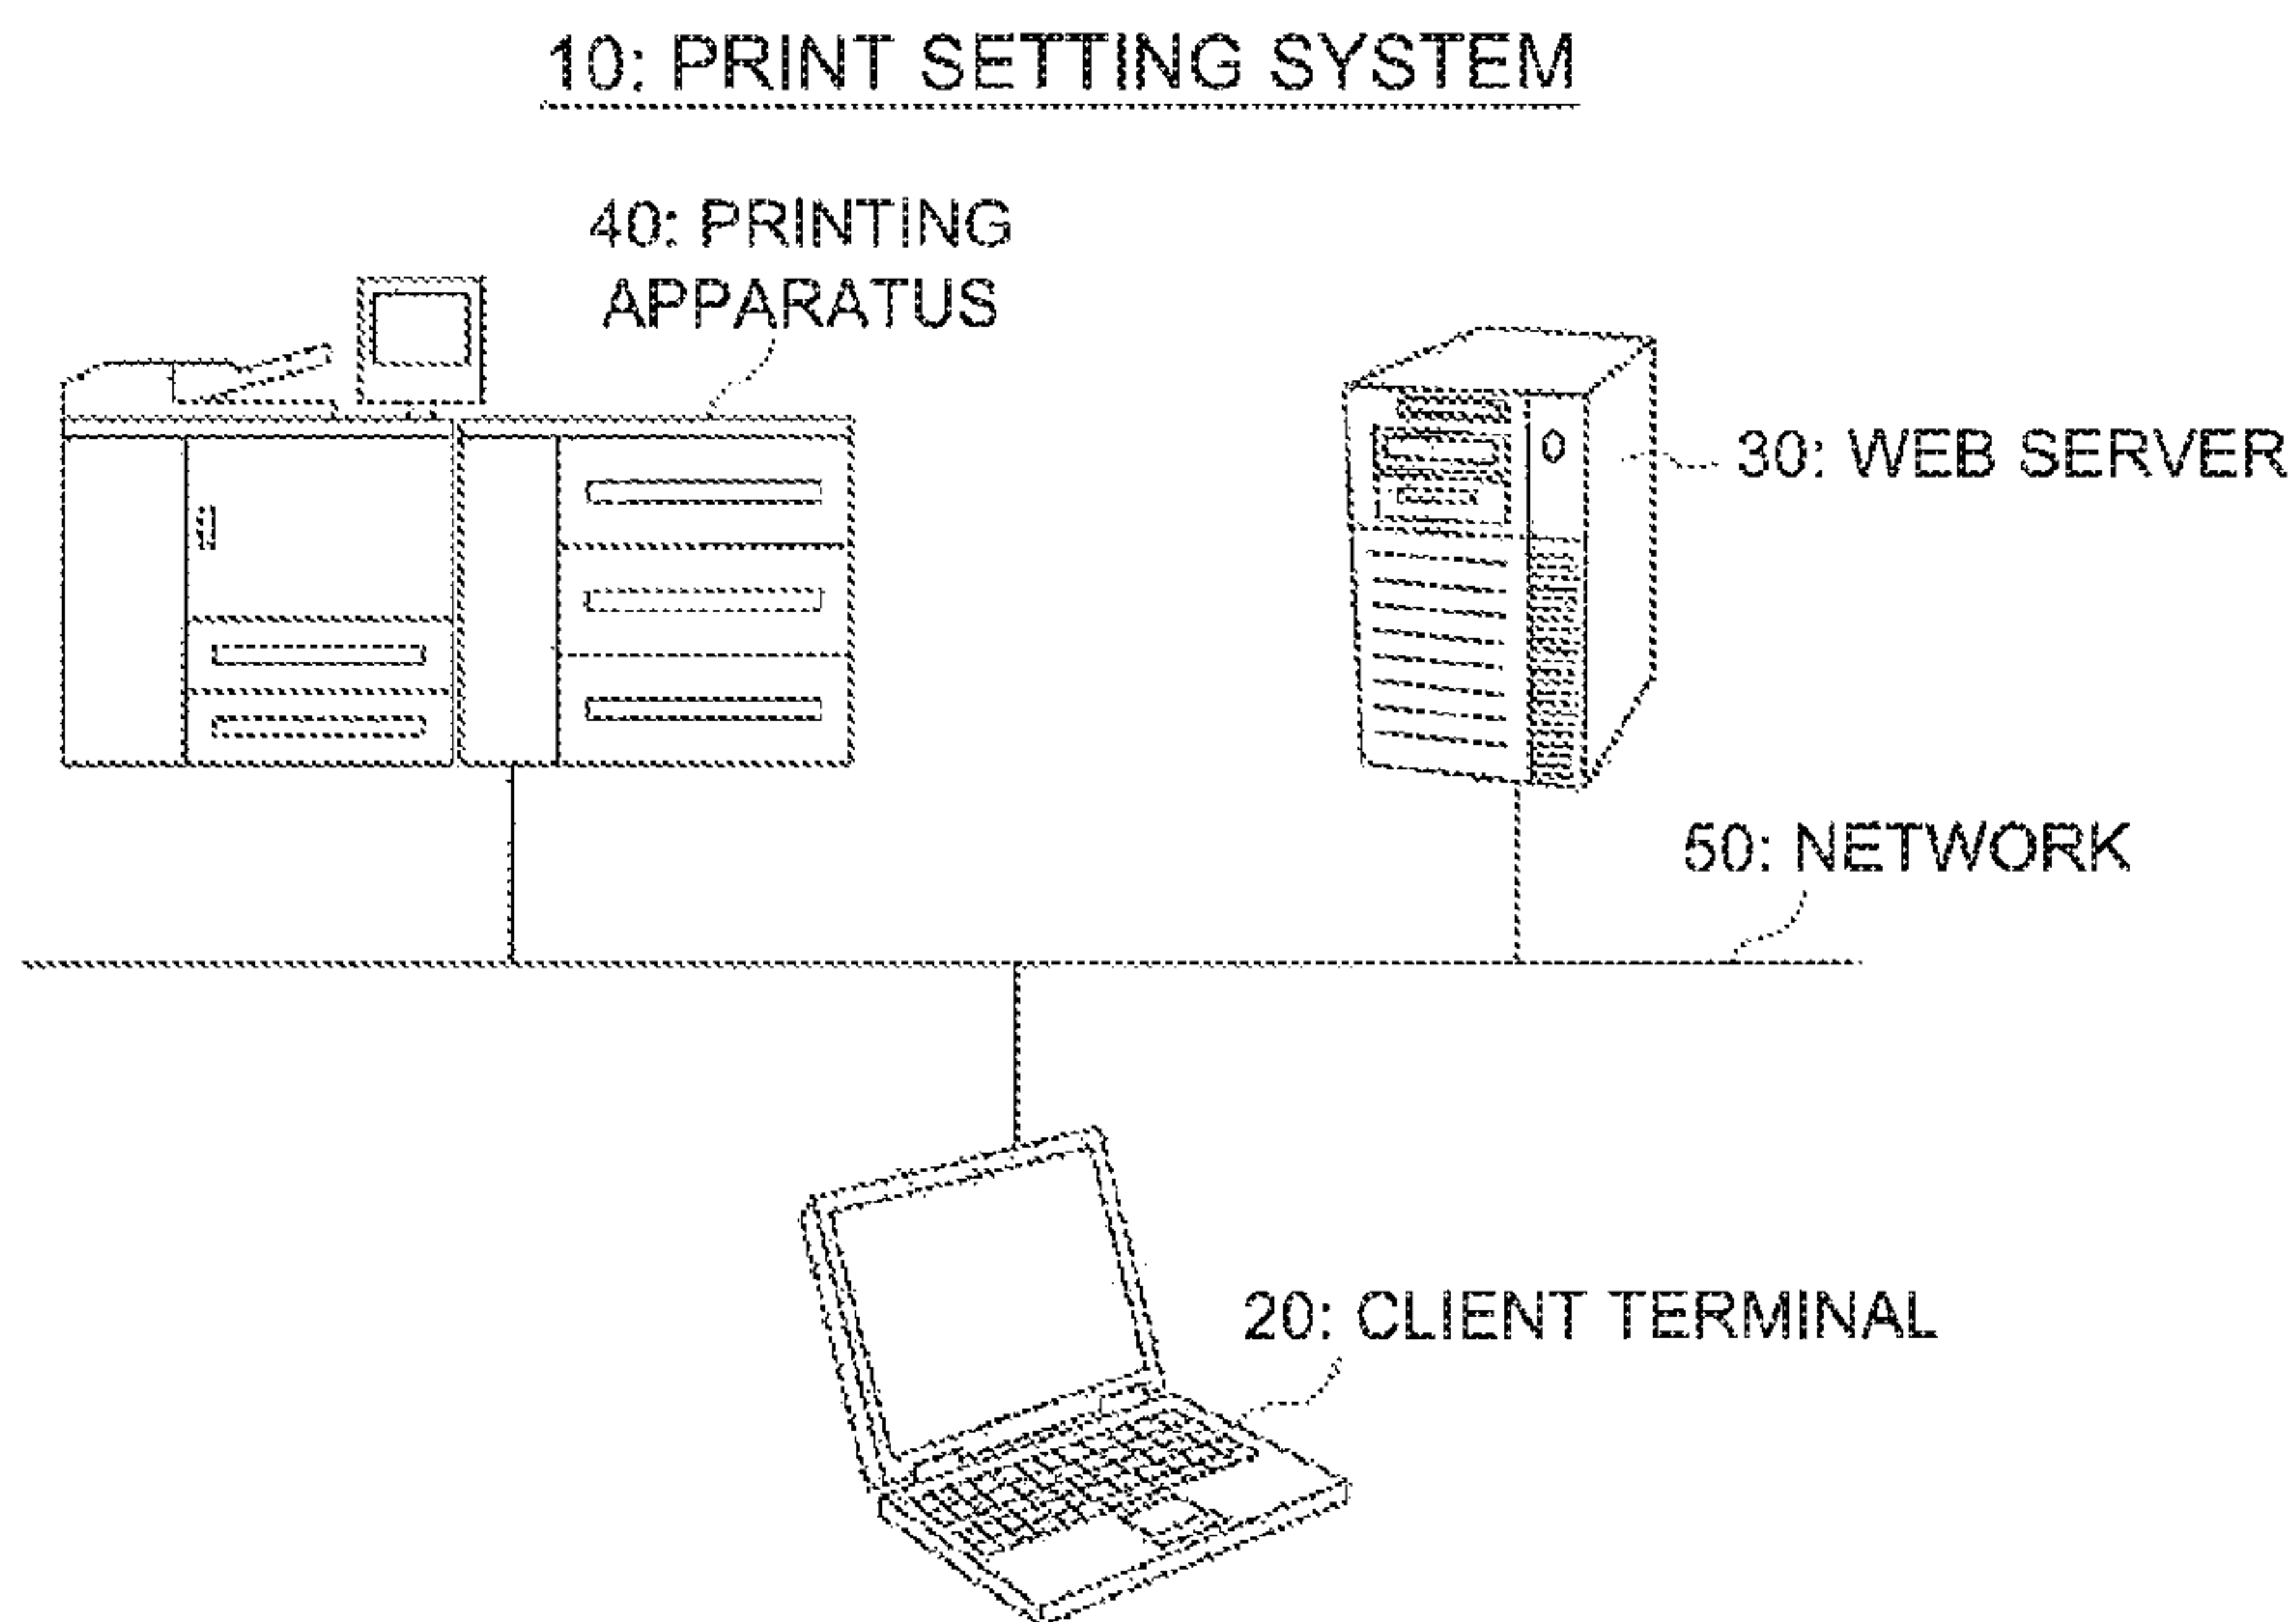 10: PRINT SETTING SYSTEM
40: PRINTING
APPARATUS
30: WEB SERVER
50: NETWORK
20: CLIENT TERMINAL